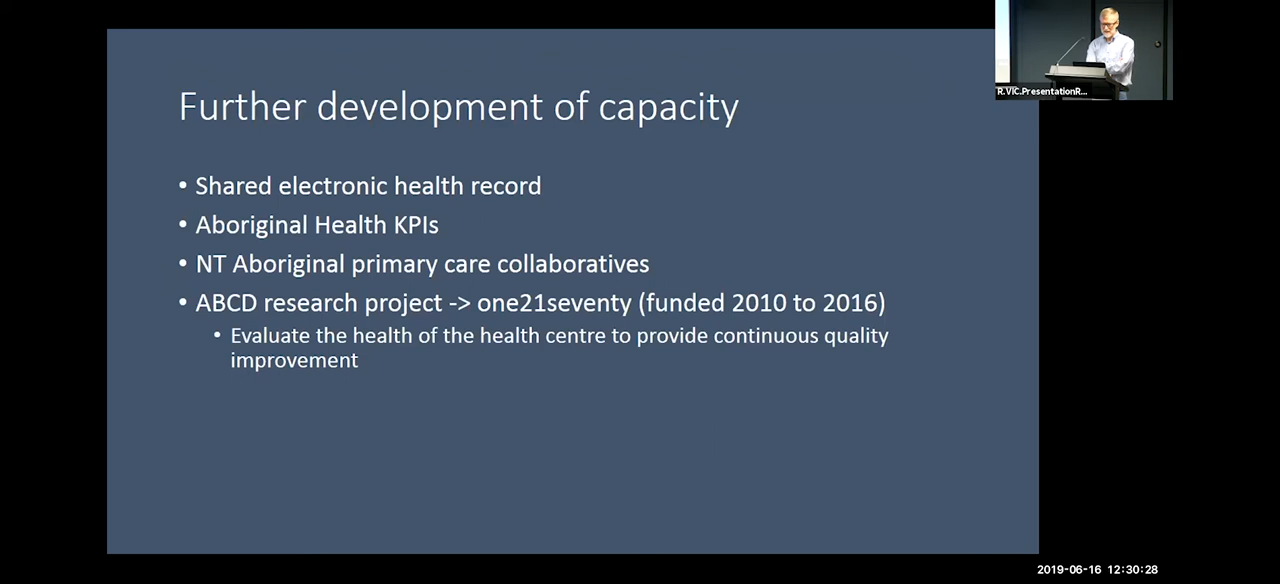 R.VIC.PresentationR...
Further development of capacity
• Shared electronic health record
• Aboriginal Health KPIs
• NT Aboriginal primary care collaboratives
• ABCD research project -> one21seventy (funded 2010 to 2016)
• Evaluate the health of the health centre to provide continuous quality
improvement
2019-06-16 12:30:28